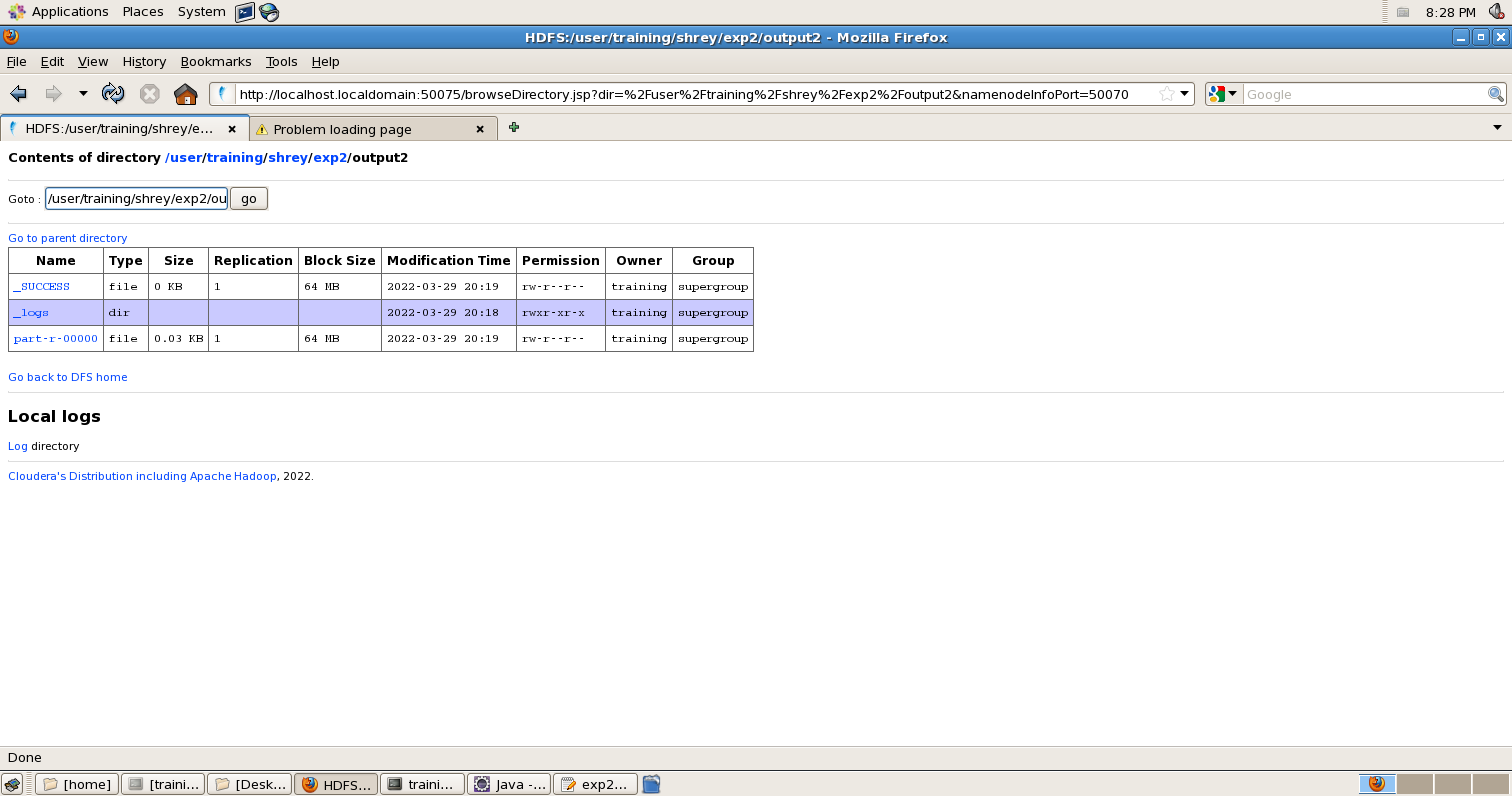 Applications Places System 8:28 PM
HDFS:/user/training/shrey/exp2/output2 - Mozilla Firefox
File Edit View History Bookmarks Tools Help
http://localhost.localdomain:50075/browseDirectory.jsp?dir=%2Fuser%2Ftraining%2Fshrey%2Fexp2%2Foutput2&namenodeInfoPort=50070 Google
HDFS:/user/training/shrey/e... Problem loading page
Contents of directory /user/training/shrey/exp2/output2
Goto : /user/training/shrey/exp2/ou go
Go to parent directory
Name Type Size Replication Block Size Modification Time Permission Owner Group
_SUCCESS file 0 KB 1 64 MB 2022-03-29 20:19 rw-r--r-- training supergroup
_logs dir 2022-03-29 20:18 rwxr-xr-x training supergroup
part-r-00000 file 0.03 KB 1 64 MB 2022-03-29 20:19 rw-r--r-- training supergroup
Go back to DFS home
Local logs
Log directory
Cloudera's Distribution including Apache Hadoop, 2022.
Done
[home] [traini... [Desk... HDFS... traini... Java -... exp2...